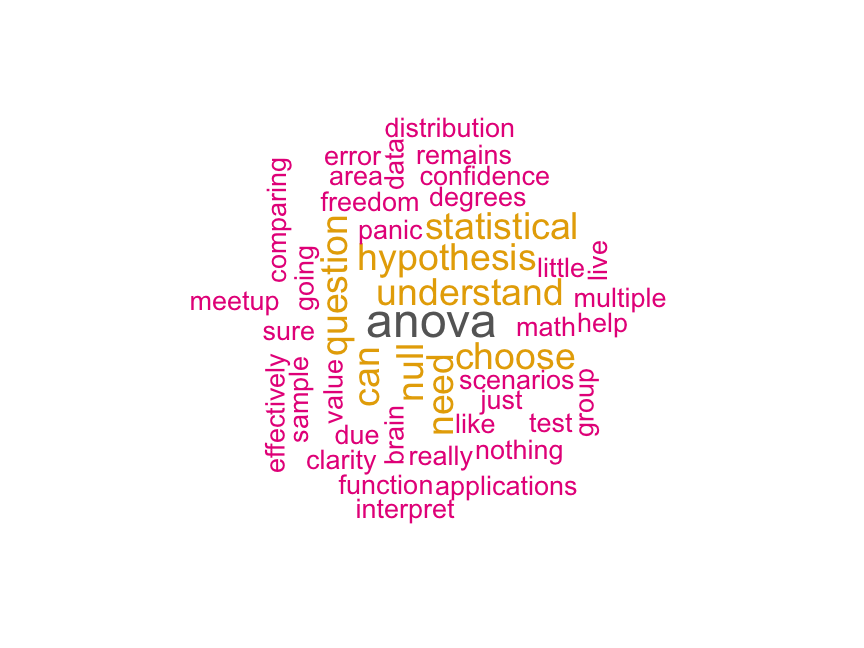 distribution
error
data
remains
area
confidence
comparing
freedom
degrees
panic
statistical
question
hypothesis
going
little
live
meetup
understand
multiple
sure
anova
math
help
can
null
need
choose
effectively
sample
value
scenarios
just
group
due
brain
like
test
clarity
really
nothing
function
applications
interpret